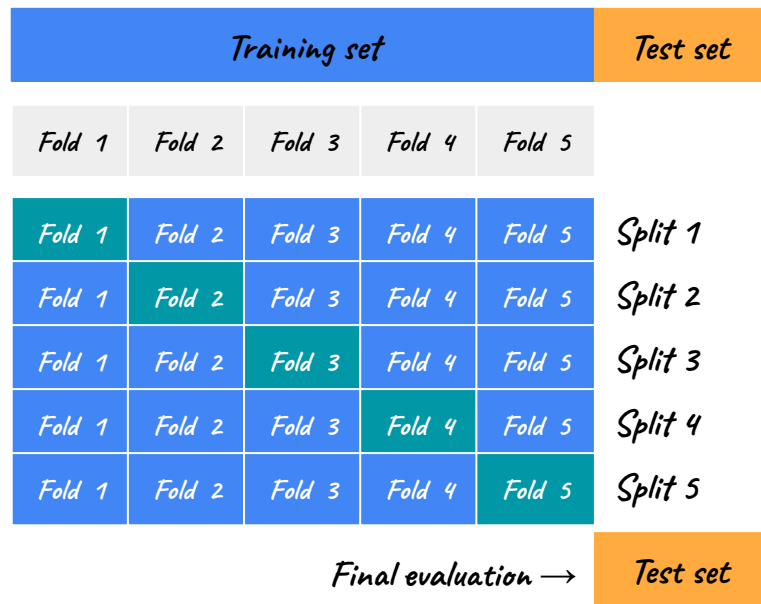 Training set Test set
Fold 1 Fold 2 Fold 3 Fold 4 Fold 5
Fold 1 Fold 2 Fold 3 Fold 4 Fold 5 Split 1
Fold 1 Fold 2 Fold 3 Fold 4 Fold 5 Split 2
Fold 1 Fold 2 Fold 3 Fold 4 Fold 5 Split 3
Fold 1 Fold 2 Fold 3 Fold 4 Fold 5 Split 4
Fold 1 Fold 2 Fold 3 Fold 4 Fold 5 Split 5
Final evaluation → Test set